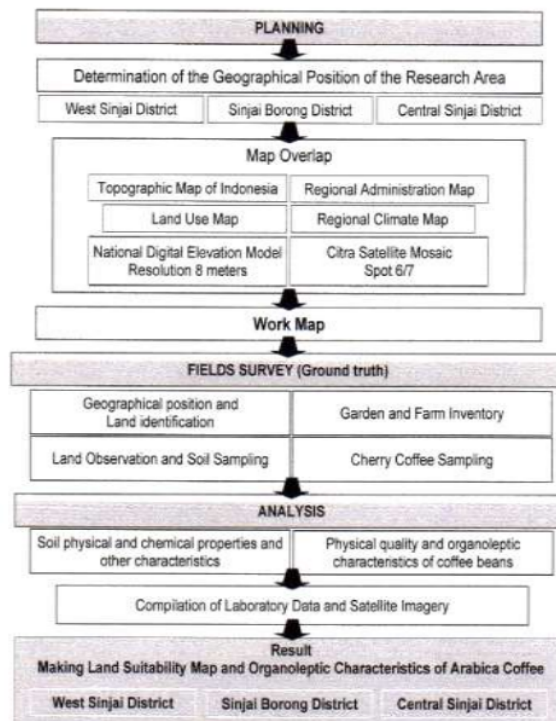 PLANNING
Determination of the Geographical Position of the Research Area
West Sinjai District
Sinjai Borong District
Central Sinjai District
Map Overlap
Topographic Map of Indonesia
Regional Administration Map
Land Use Map
Regional Climate Map
National Digital Elevation Model
Resolution 8 meters
Citra Satellite Mosaic
Spot 6/7
Work Map
FIELDS SURVEY (Ground truth)
Geographical position and
Land identification
Garden and Farm Inventory
Land Observation and Soil Sampling
Cherry Coffee Sampling
ANALYSIS
Soil physical and chemical properties and
other characteristics
Physical quality and organoleptic
characteristics of coffee beans
Compilation of Laboratory Data and Satellite Imagery
Result
Making Land Suitability Map and Organoleptic Characteristics of Arabica Coffee
West Sinjai District
Sinjai Borong District
Central Sinjai District